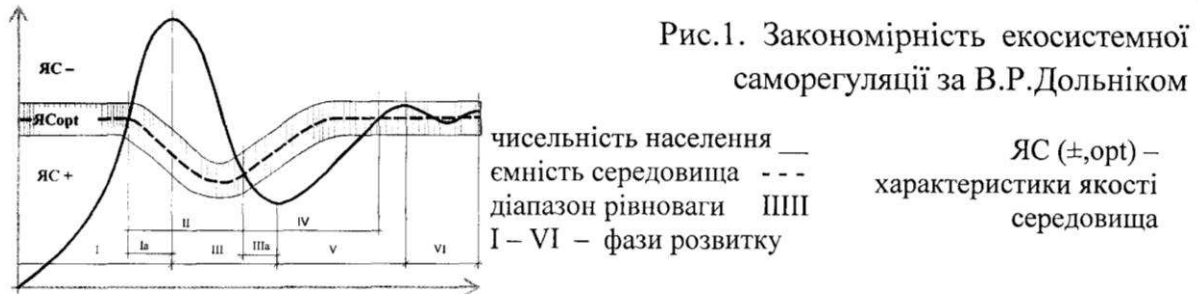 Рис.1. Закономірність екосистемної
саморегуляції за В.Р.Дольніком
ЯС –
ЯСopt
ЯС +
II
IV
I
Ia
III
IIIa
V
VI
чисельність населення __
ємність середовища - - -
діапазон рівноваги IIIII
I – VI – фази розвитку
ЯС (±,opt) –
характеристики якості
середовища